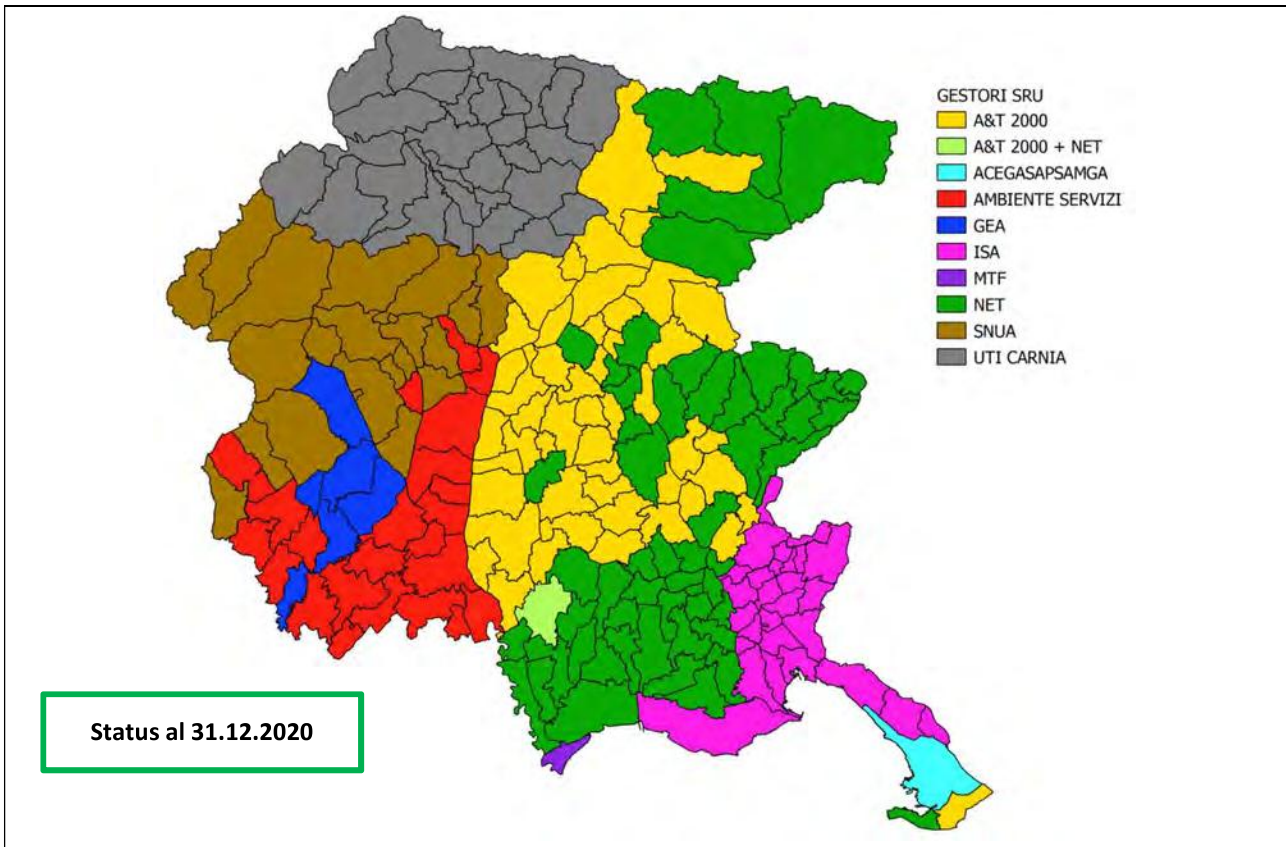 GESTORI SRU
A&T 2000
A&T 2000 + NET
ACEGASAPSAMGA
AMBIENTE SERVIZI
GEA
ISA
MTF
NET
SNUA
UTI CARNIA
Status al 31.12.2020